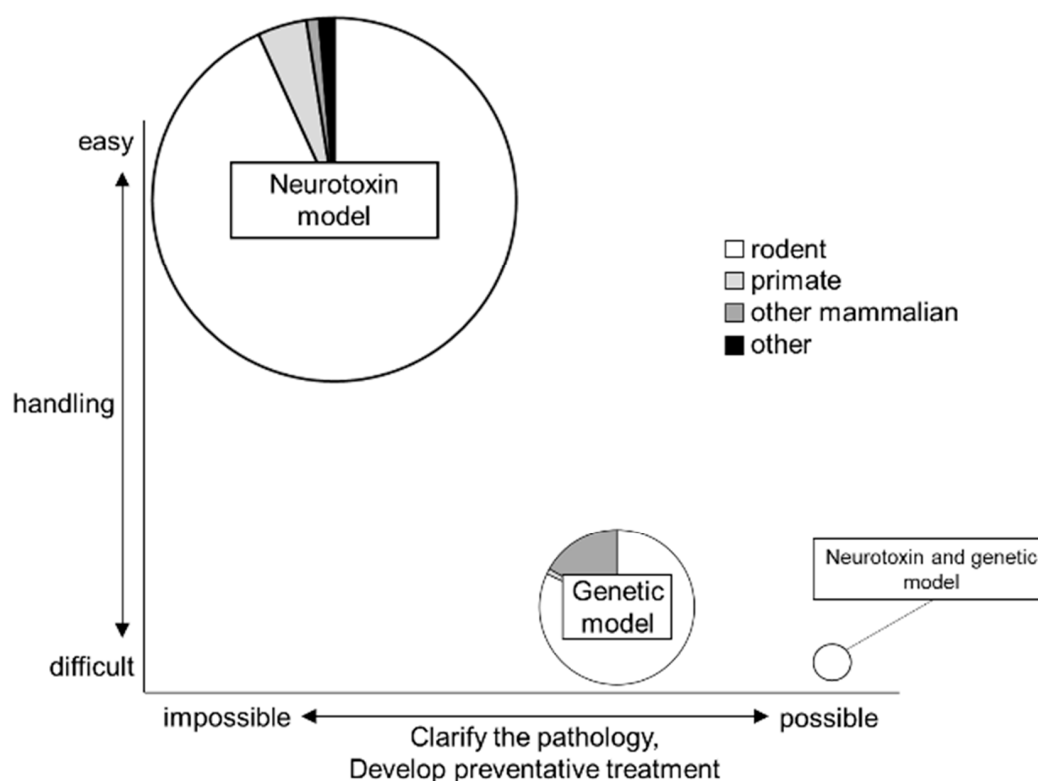 easy
Neurotoxin
model
rodent
primate
other mammalian
other
handling
Neurotoxin and genetic
model
Genetic
model
difficult
impossible
possible
Clarify the pathology,
Develop preventative treatment